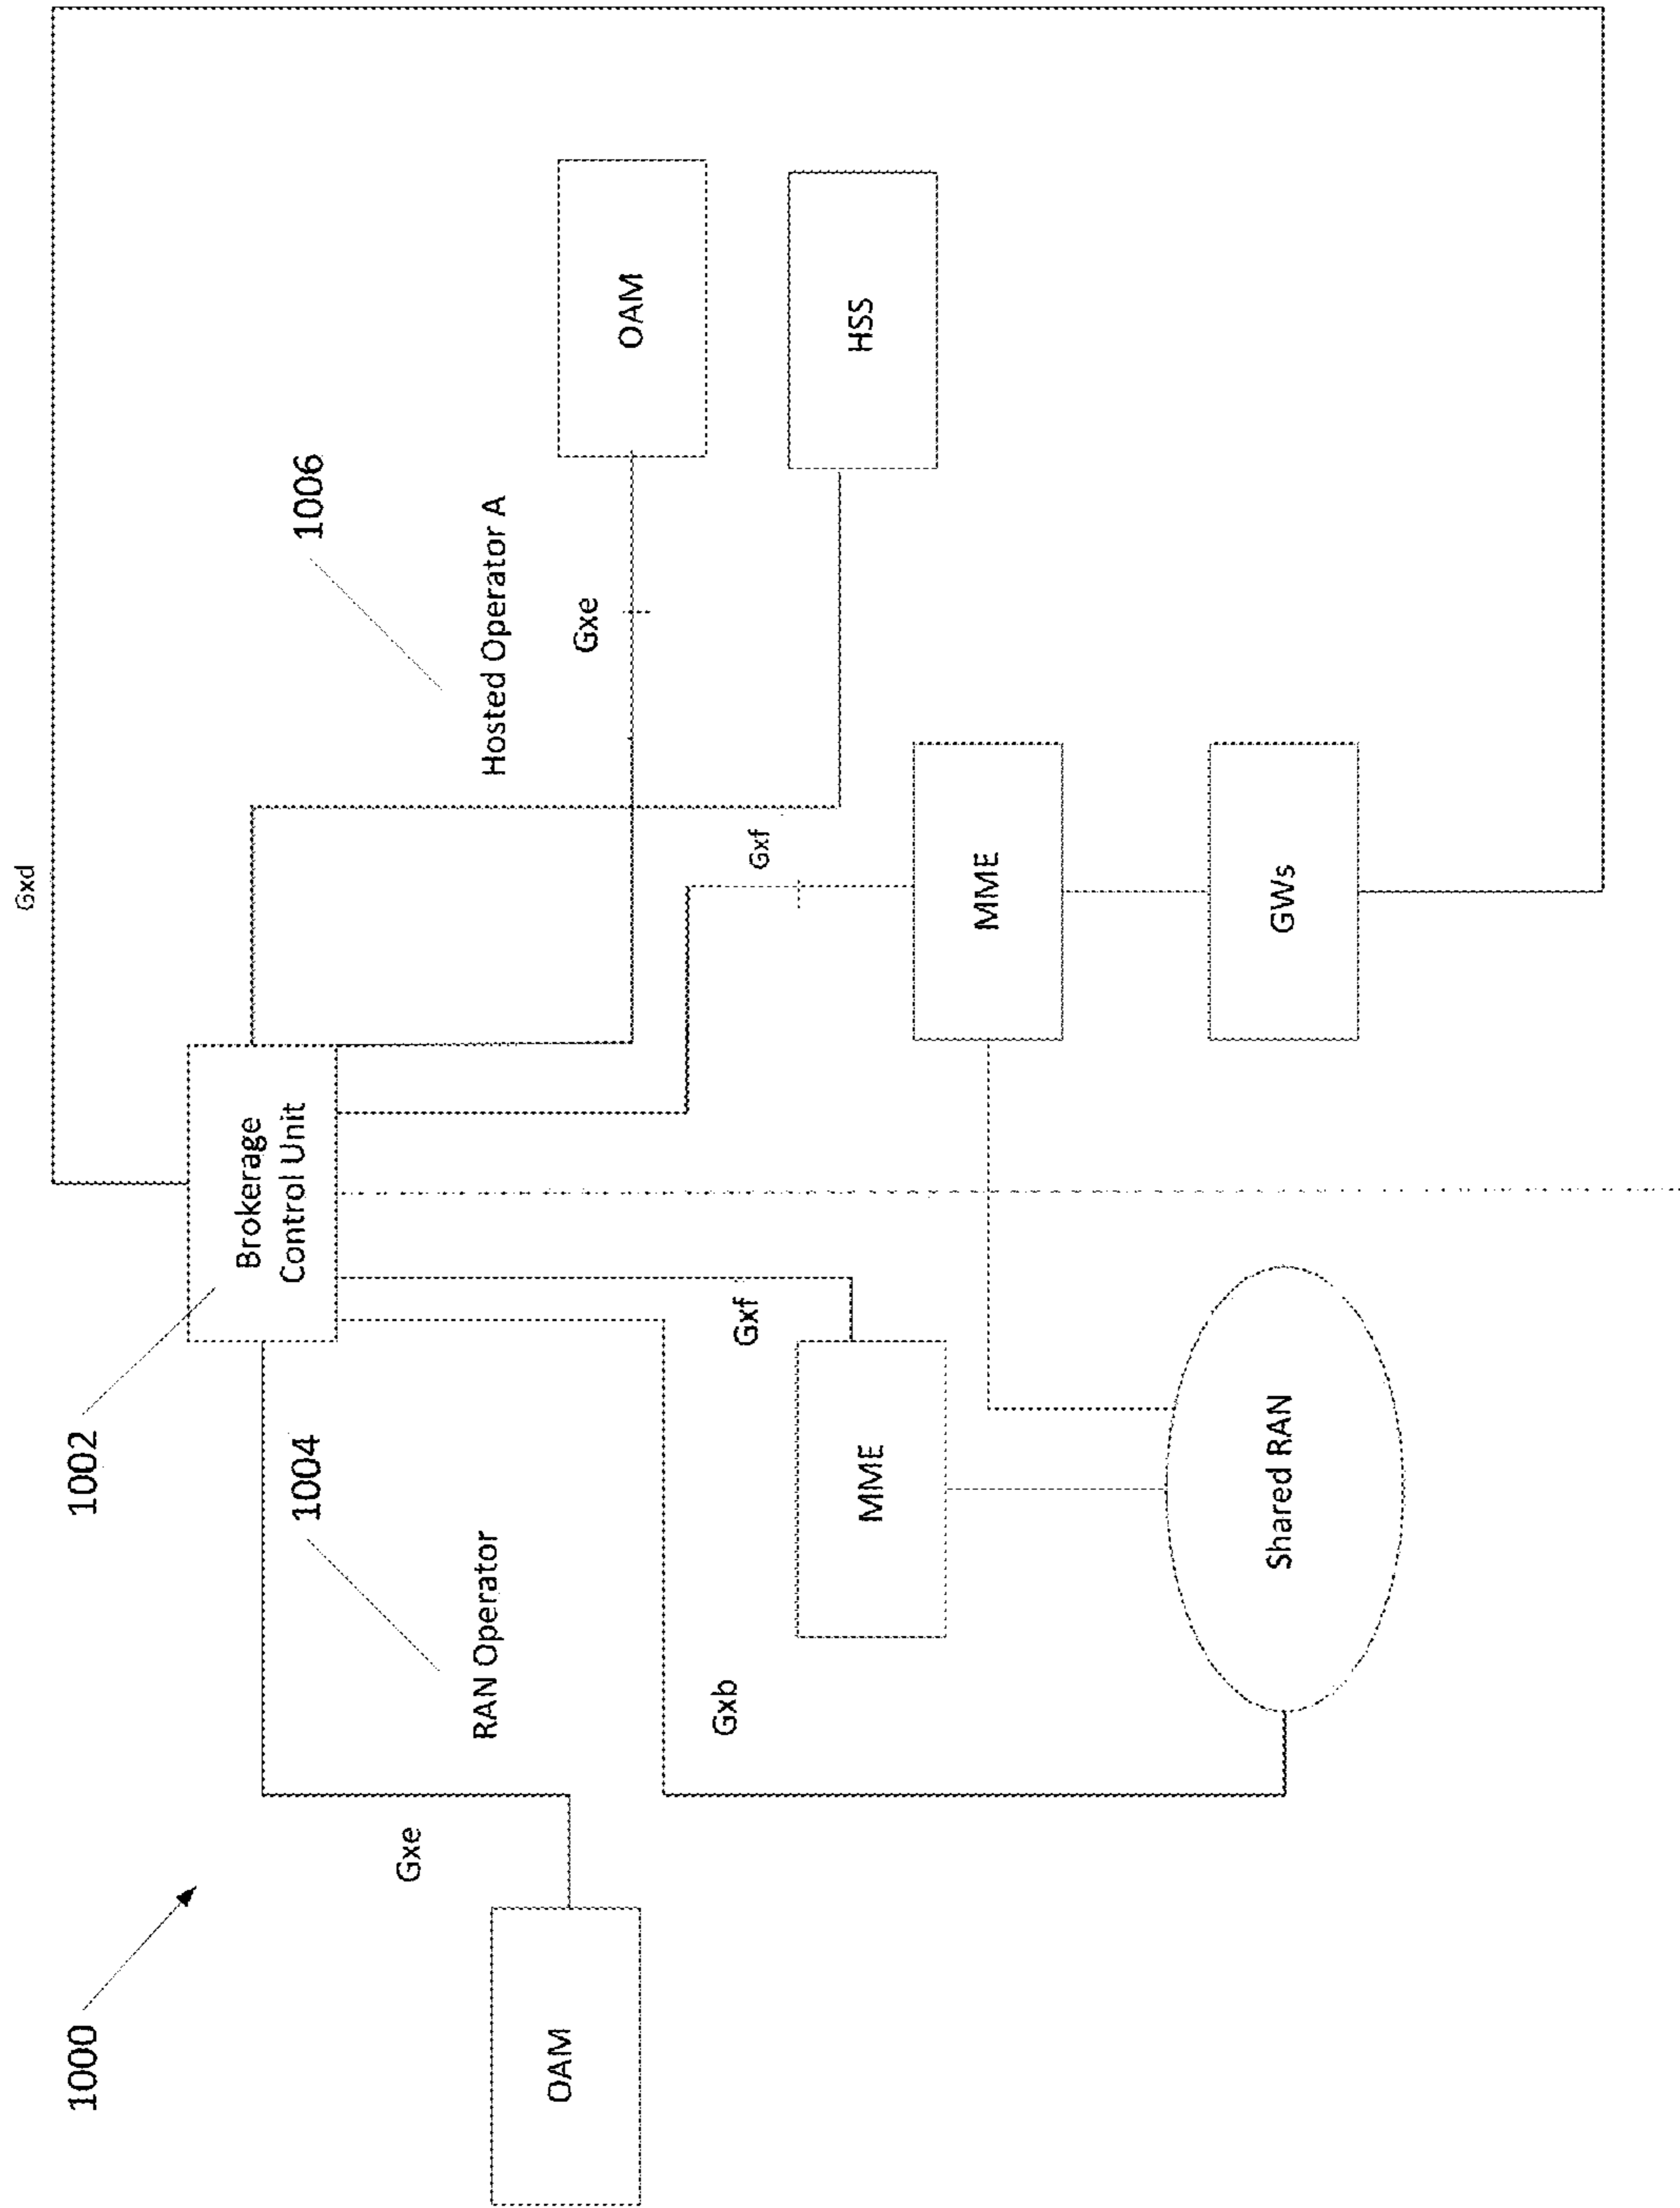 Gxd
1000
1002
Brokerage
Control Unit
1004
1006
Gxe
RAN Operator
Hosted Operator A
OAM
Gxe
OAM
Gxb
Gxf
Gxf
MME
HSS
MME
Shared RAN
GWs